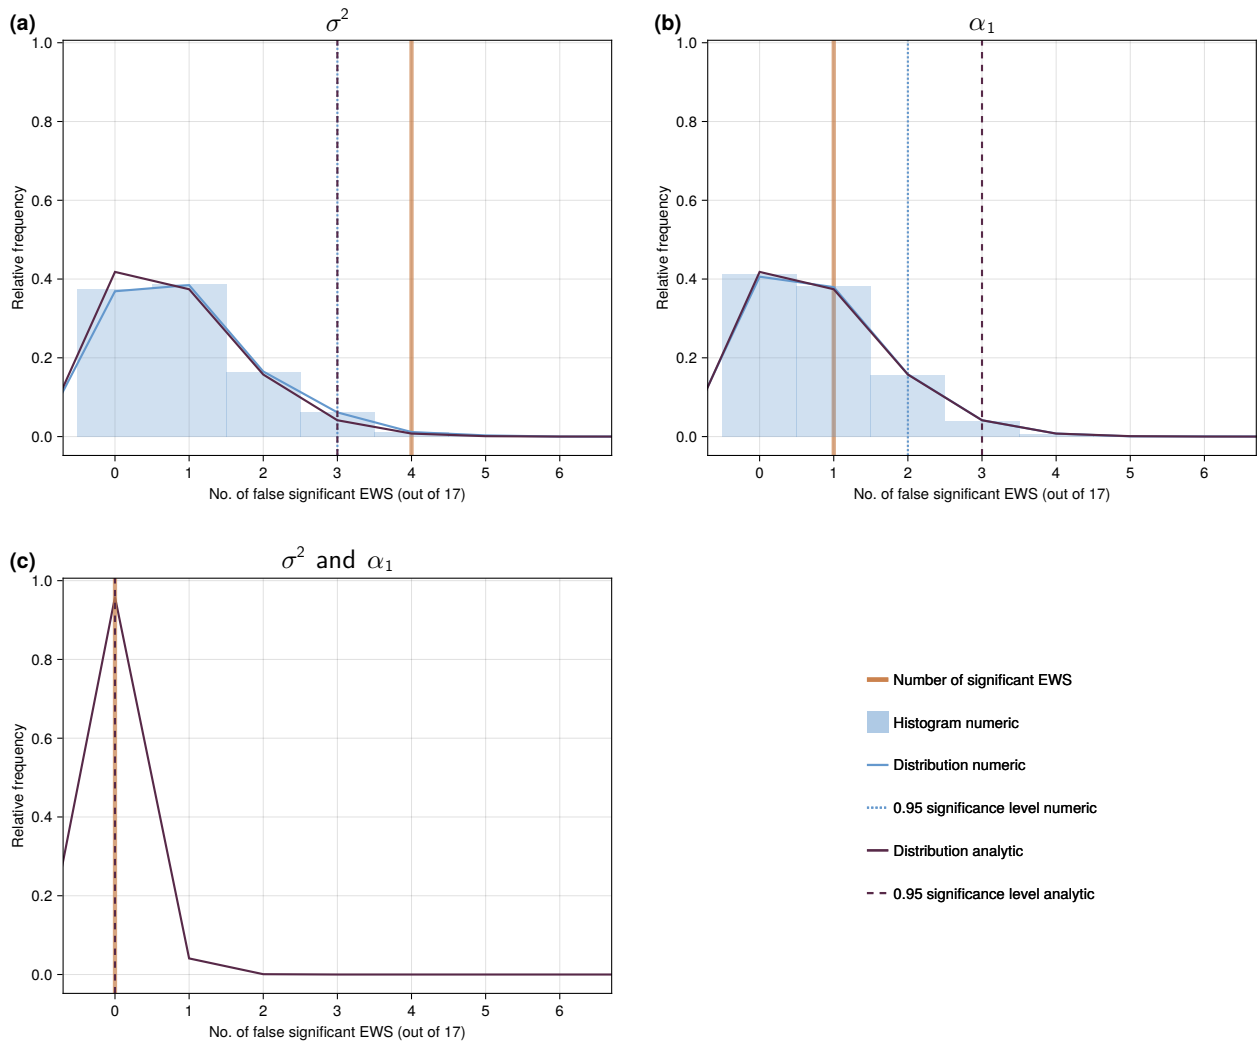 (a)
σ²
1.0
0.8
0.6
0.4
0.2
0.0
Relative frequency
0 1 2 3 4 5 6
No. of false significant EWS (out of 17)
(b)
α₁
1.0
0.8
0.6
0.4
0.2
0.0
Relative frequency
0 1 2 3 4 5 6
No. of false significant EWS (out of 17)
(c)
σ² and α₁
1.0
0.8
0.6
0.4
0.2
0.0
Relative frequency
0 1 2 3 4 5 6
No. of false significant EWS (out of 17)
Number of significant EWS
Histogram numeric
Distribution numeric
0.95 significance level numeric
Distribution analytic
0.95 significance level analytic